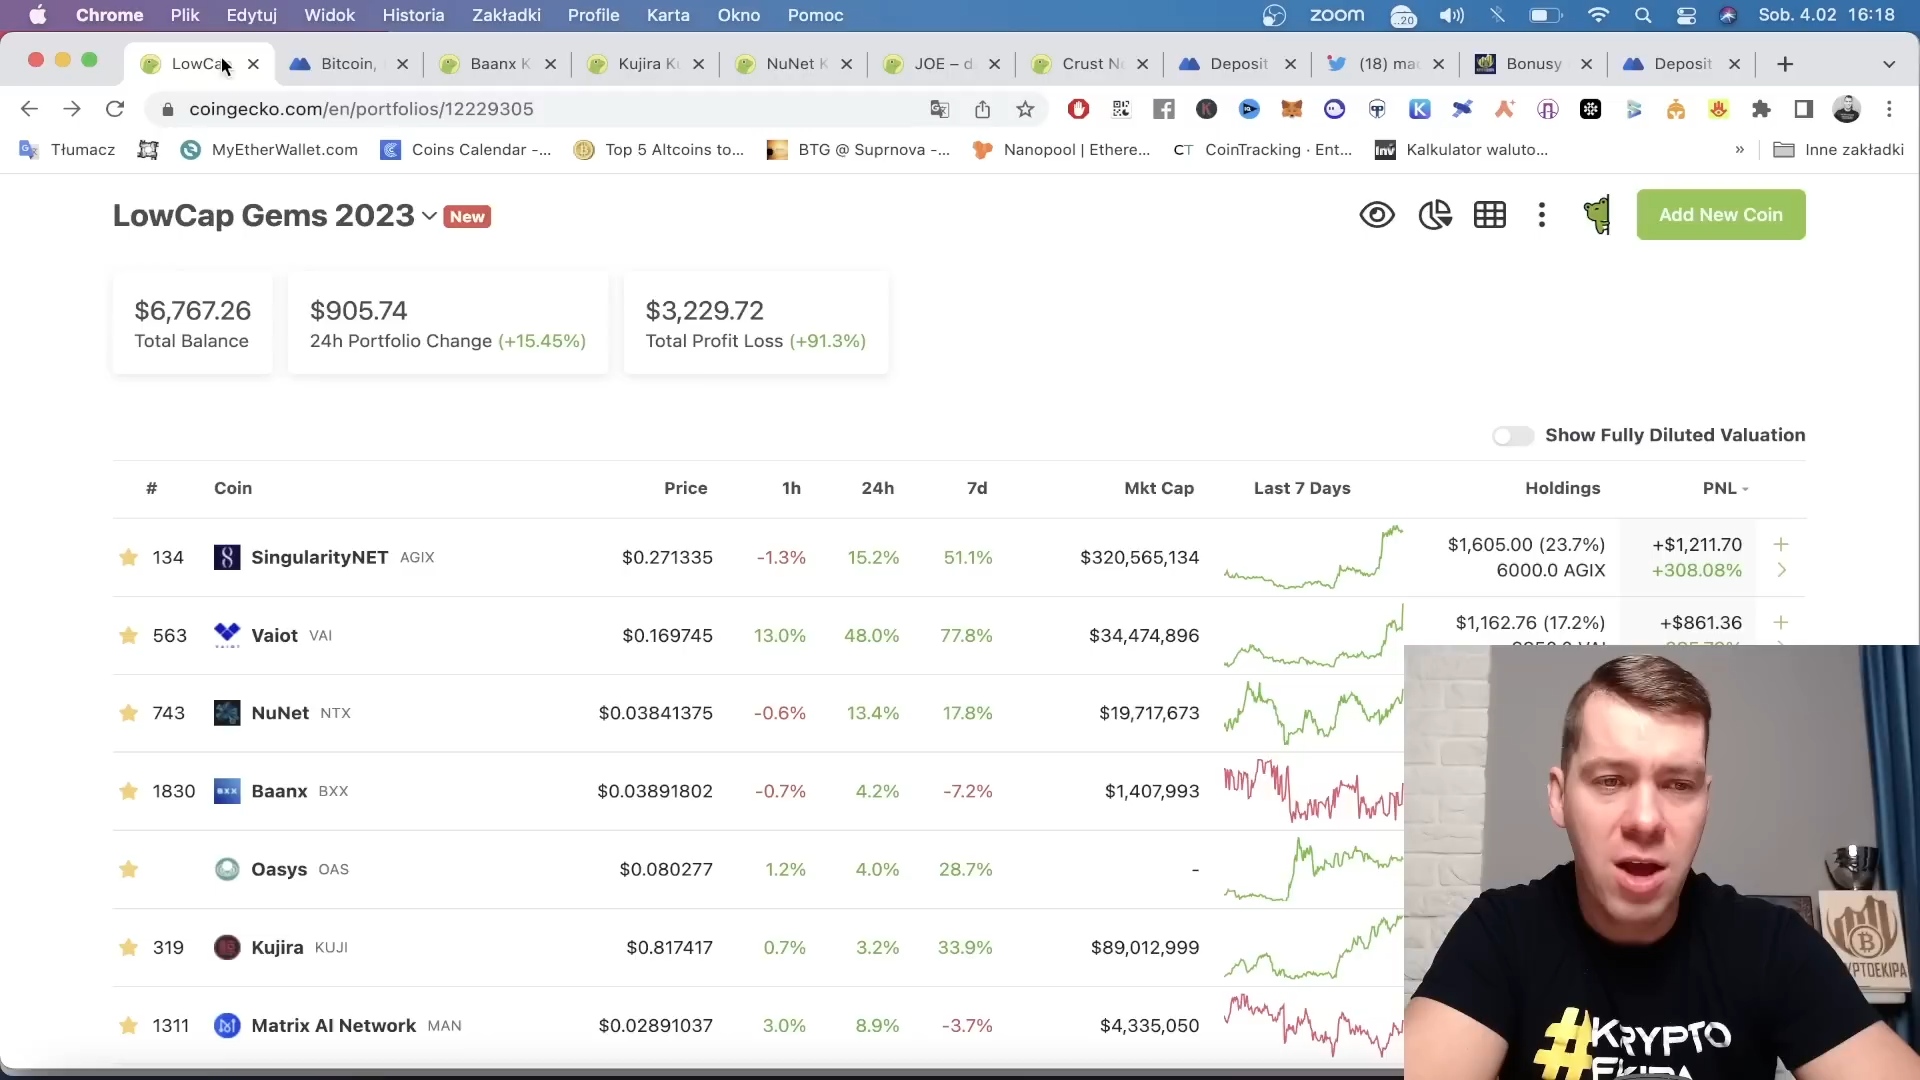 Chrome Plik Edytuj Widok Historia Zakładki Profile Karta Okno Pomoc zoom ..20 Sob. 4.02 16:18
LowCa Bitcoin, Baanx K Kujira Ku NuNet K JOE – d Crust Ne Deposit (18) ma Bonusy Deposit
coingecko.com/en/portfolios/12229305
Tłumacz MyEtherWallet.com Coins Calendar -... Top 5 Altcoins to... BTG @ Suprnova -... Nanopool | Ethere... CT CoinTracking · Ent... Inv Kalkulator waluto... » Inne zakładki
LowCap Gems 2023 New Add New Coin
$6,767.26 $905.74 $3,229.72
Total Balance 24h Portfolio Change (+15.45%) Total Profit Loss (+91.3%)
Show Fully Diluted Valuation
# Coin Price 1h 24h 7d Mkt Cap Last 7 Days Holdings PNL
134 SingularityNET AGIX $0.271335 -1.3% 15.2% 51.1% $320,565,134 $1,605.00 (23.7%) +$1,211.70
6000.0 AGIX +308.08%
563 Vaiot VAI $0.169745 13.0% 48.0% 77.8% $34,474,896 $1,162.76 (17.2%) +$861.36
743 NuNet NTX $0.03841375 -0.6% 13.4% 17.8% $19,717,673
1830 BXX Baanx BXX $0.03891802 -0.7% 4.2% -7.2% $1,407,993
Oasys OAS $0.080277 1.2% 4.0% 28.7% -
319 Kujira KUJI $0.817417 0.7% 3.2% 33.9% $89,012,999
1311 Matrix AI Network MAN $0.02891037 3.0% 8.9% -3.7% $4,335,050
#KRYPTO
EKIPA